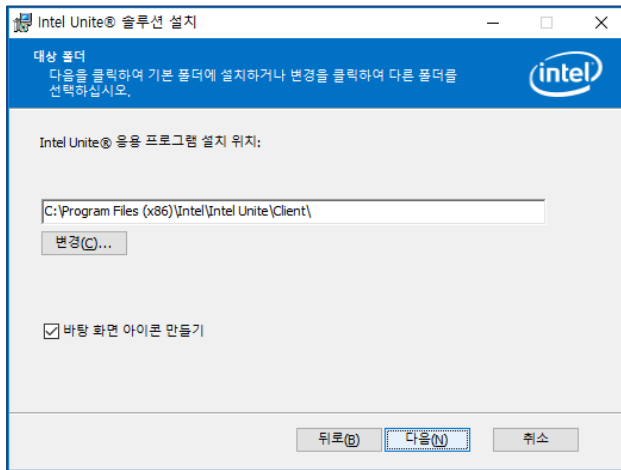 Intel Unite® 솔루션 설치
대상 폴더
다음을 클릭하여 기본 폴더에 설치하거나 변경을 클릭하여 다른 폴더를
선택하십시오.
intel
Intel Unite® 응용 프로그램 설치 위치:
C:\Program Files (x86)\Intel\Intel Unite\Client\
변경(C)...
바탕 화면 아이콘 만들기
뒤로(B) 다음(N) 취소